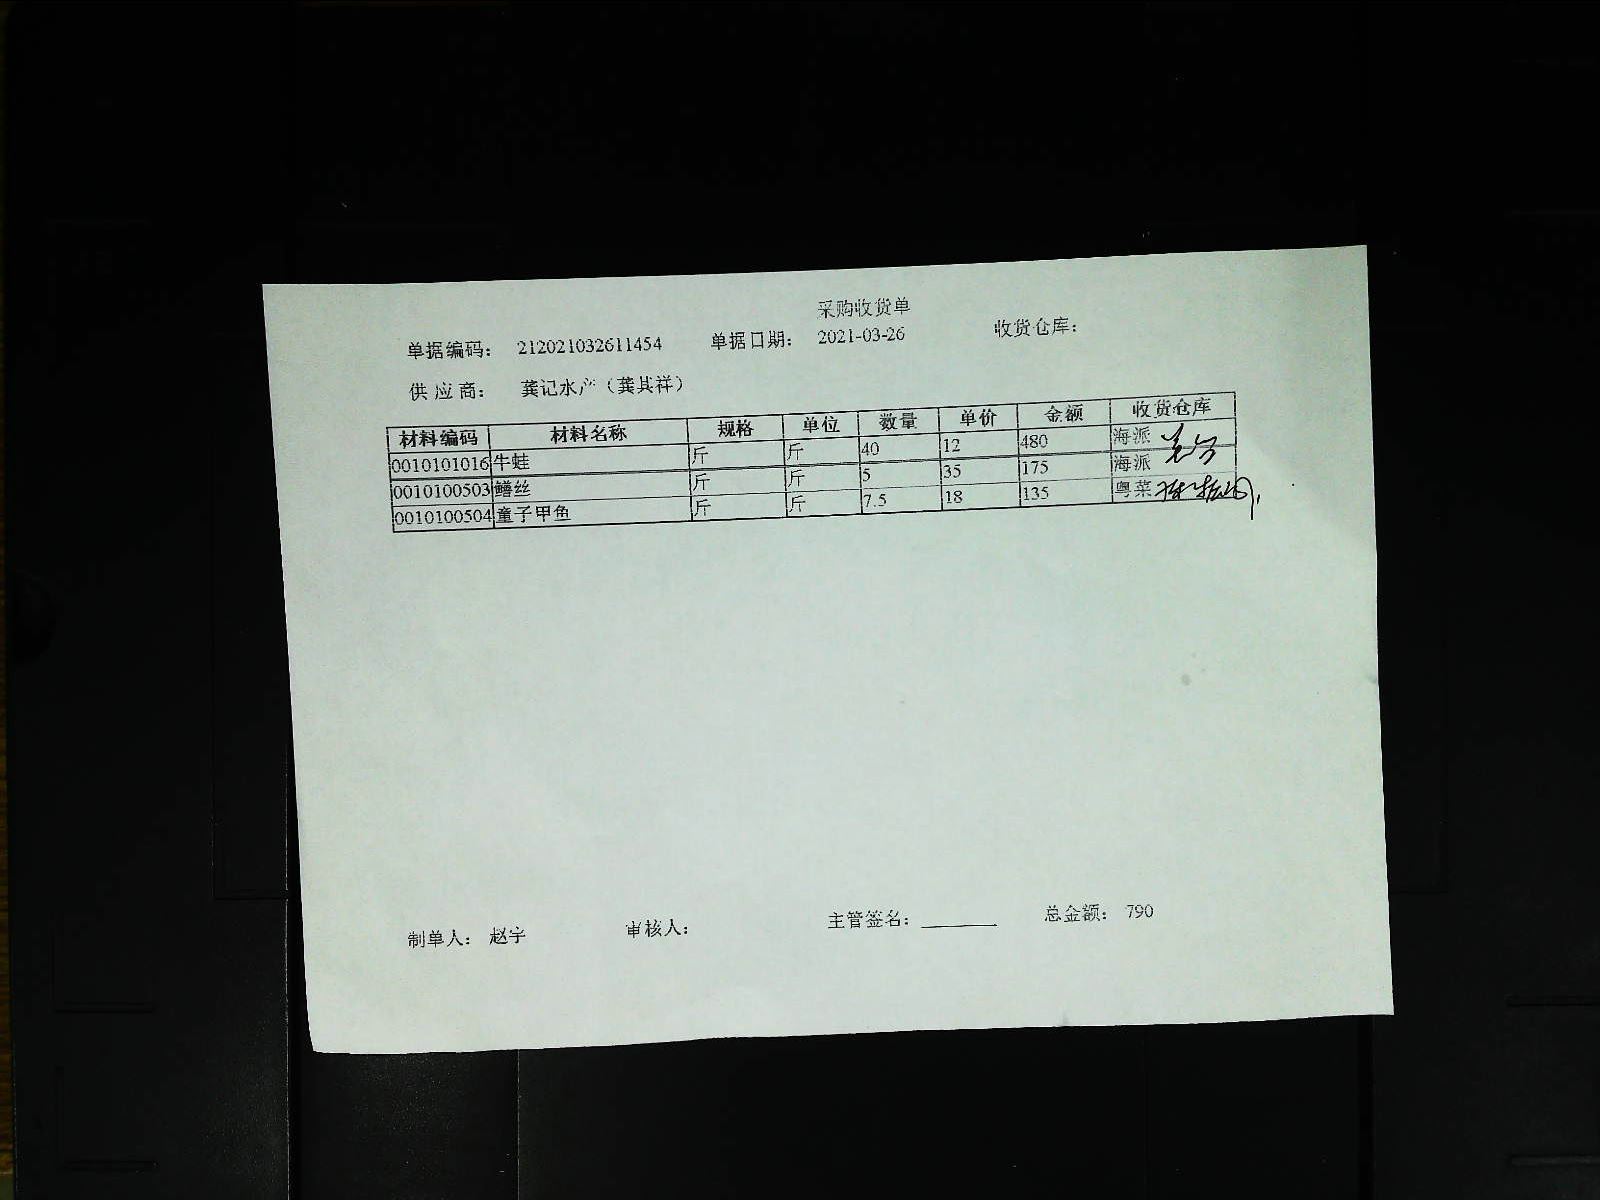 采购收货单
单据编码： 212021032611454 单据日期： 2021-03-26 收货仓库：
供应商： 龚记水产（龚其祥）
材料编码 材料名称 规格 单位 数量 单价 金额 收货仓库
0010101016 牛蛙 斤 斤 40 12 480 海派
0010100503 鳝丝 斤 斤 5 35 175 海派
0010100504 童子甲鱼 斤 斤 7.5 18 135 粤菜
制单人： 赵宇 审核人： 主管签名： 总金额： 790